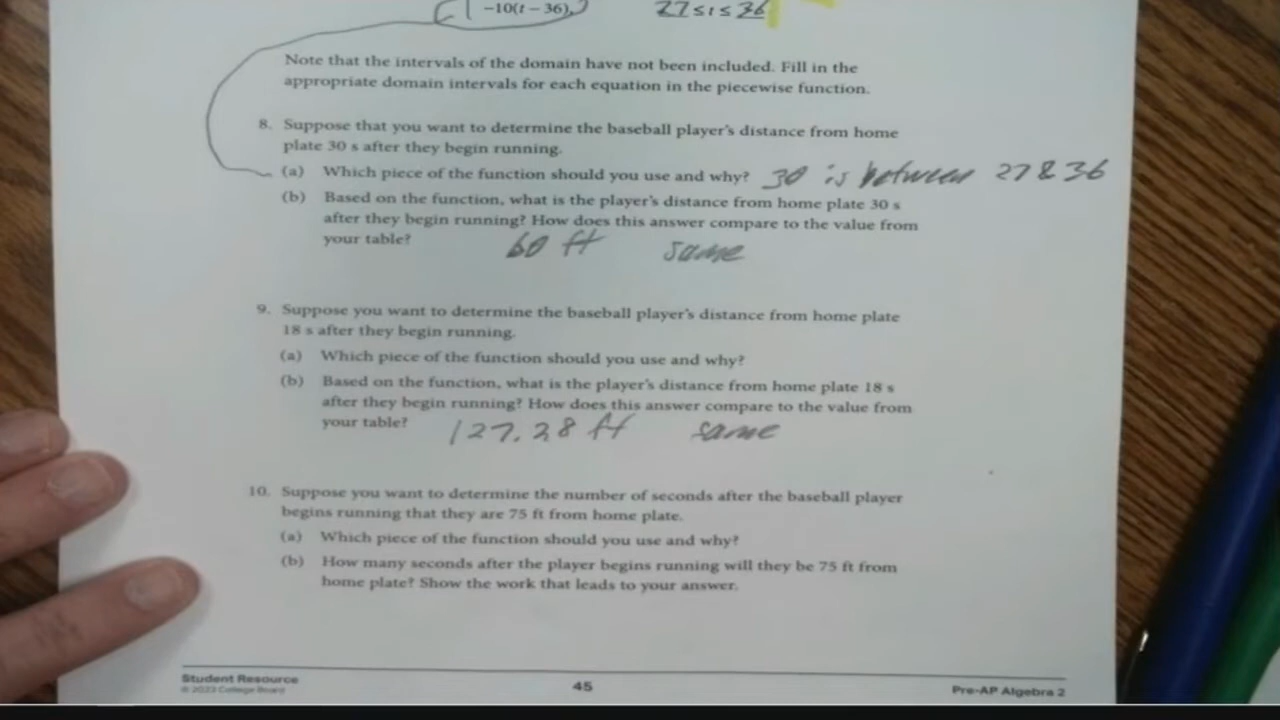 −10(t − 36), 27 ≤ t ≤ 36
Note that the intervals of the domain have not been included. Fill in the
appropriate domain intervals for each equation in the piecewise function.
8. Suppose that you want to determine the baseball player's distance from home
plate 30 s after they begin running.
(a) Which piece of the function should you use and why? 30 is between 27 & 36
(b) Based on the function, what is the player's distance from home plate 30 s
after they begin running? How does this answer compare to the value from
your table? 60 ft same
9. Suppose you want to determine the baseball player's distance from home plate
18 s after they begin running.
(a) Which piece of the function should you use and why?
(b) Based on the function, what is the player's distance from home plate 18 s
after they begin running? How does this answer compare to the value from
your table? 127.28 ft same
10. Suppose you want to determine the number of seconds after the baseball player
begins running that they are 75 ft from home plate.
(a) Which piece of the function should you use and why?
(b) How many seconds after the player begins running will they be 75 ft from
home plate? Show the work that leads to your answer.
Student Resource 45 Pre-AP Algebra 2
© 2023 College Board